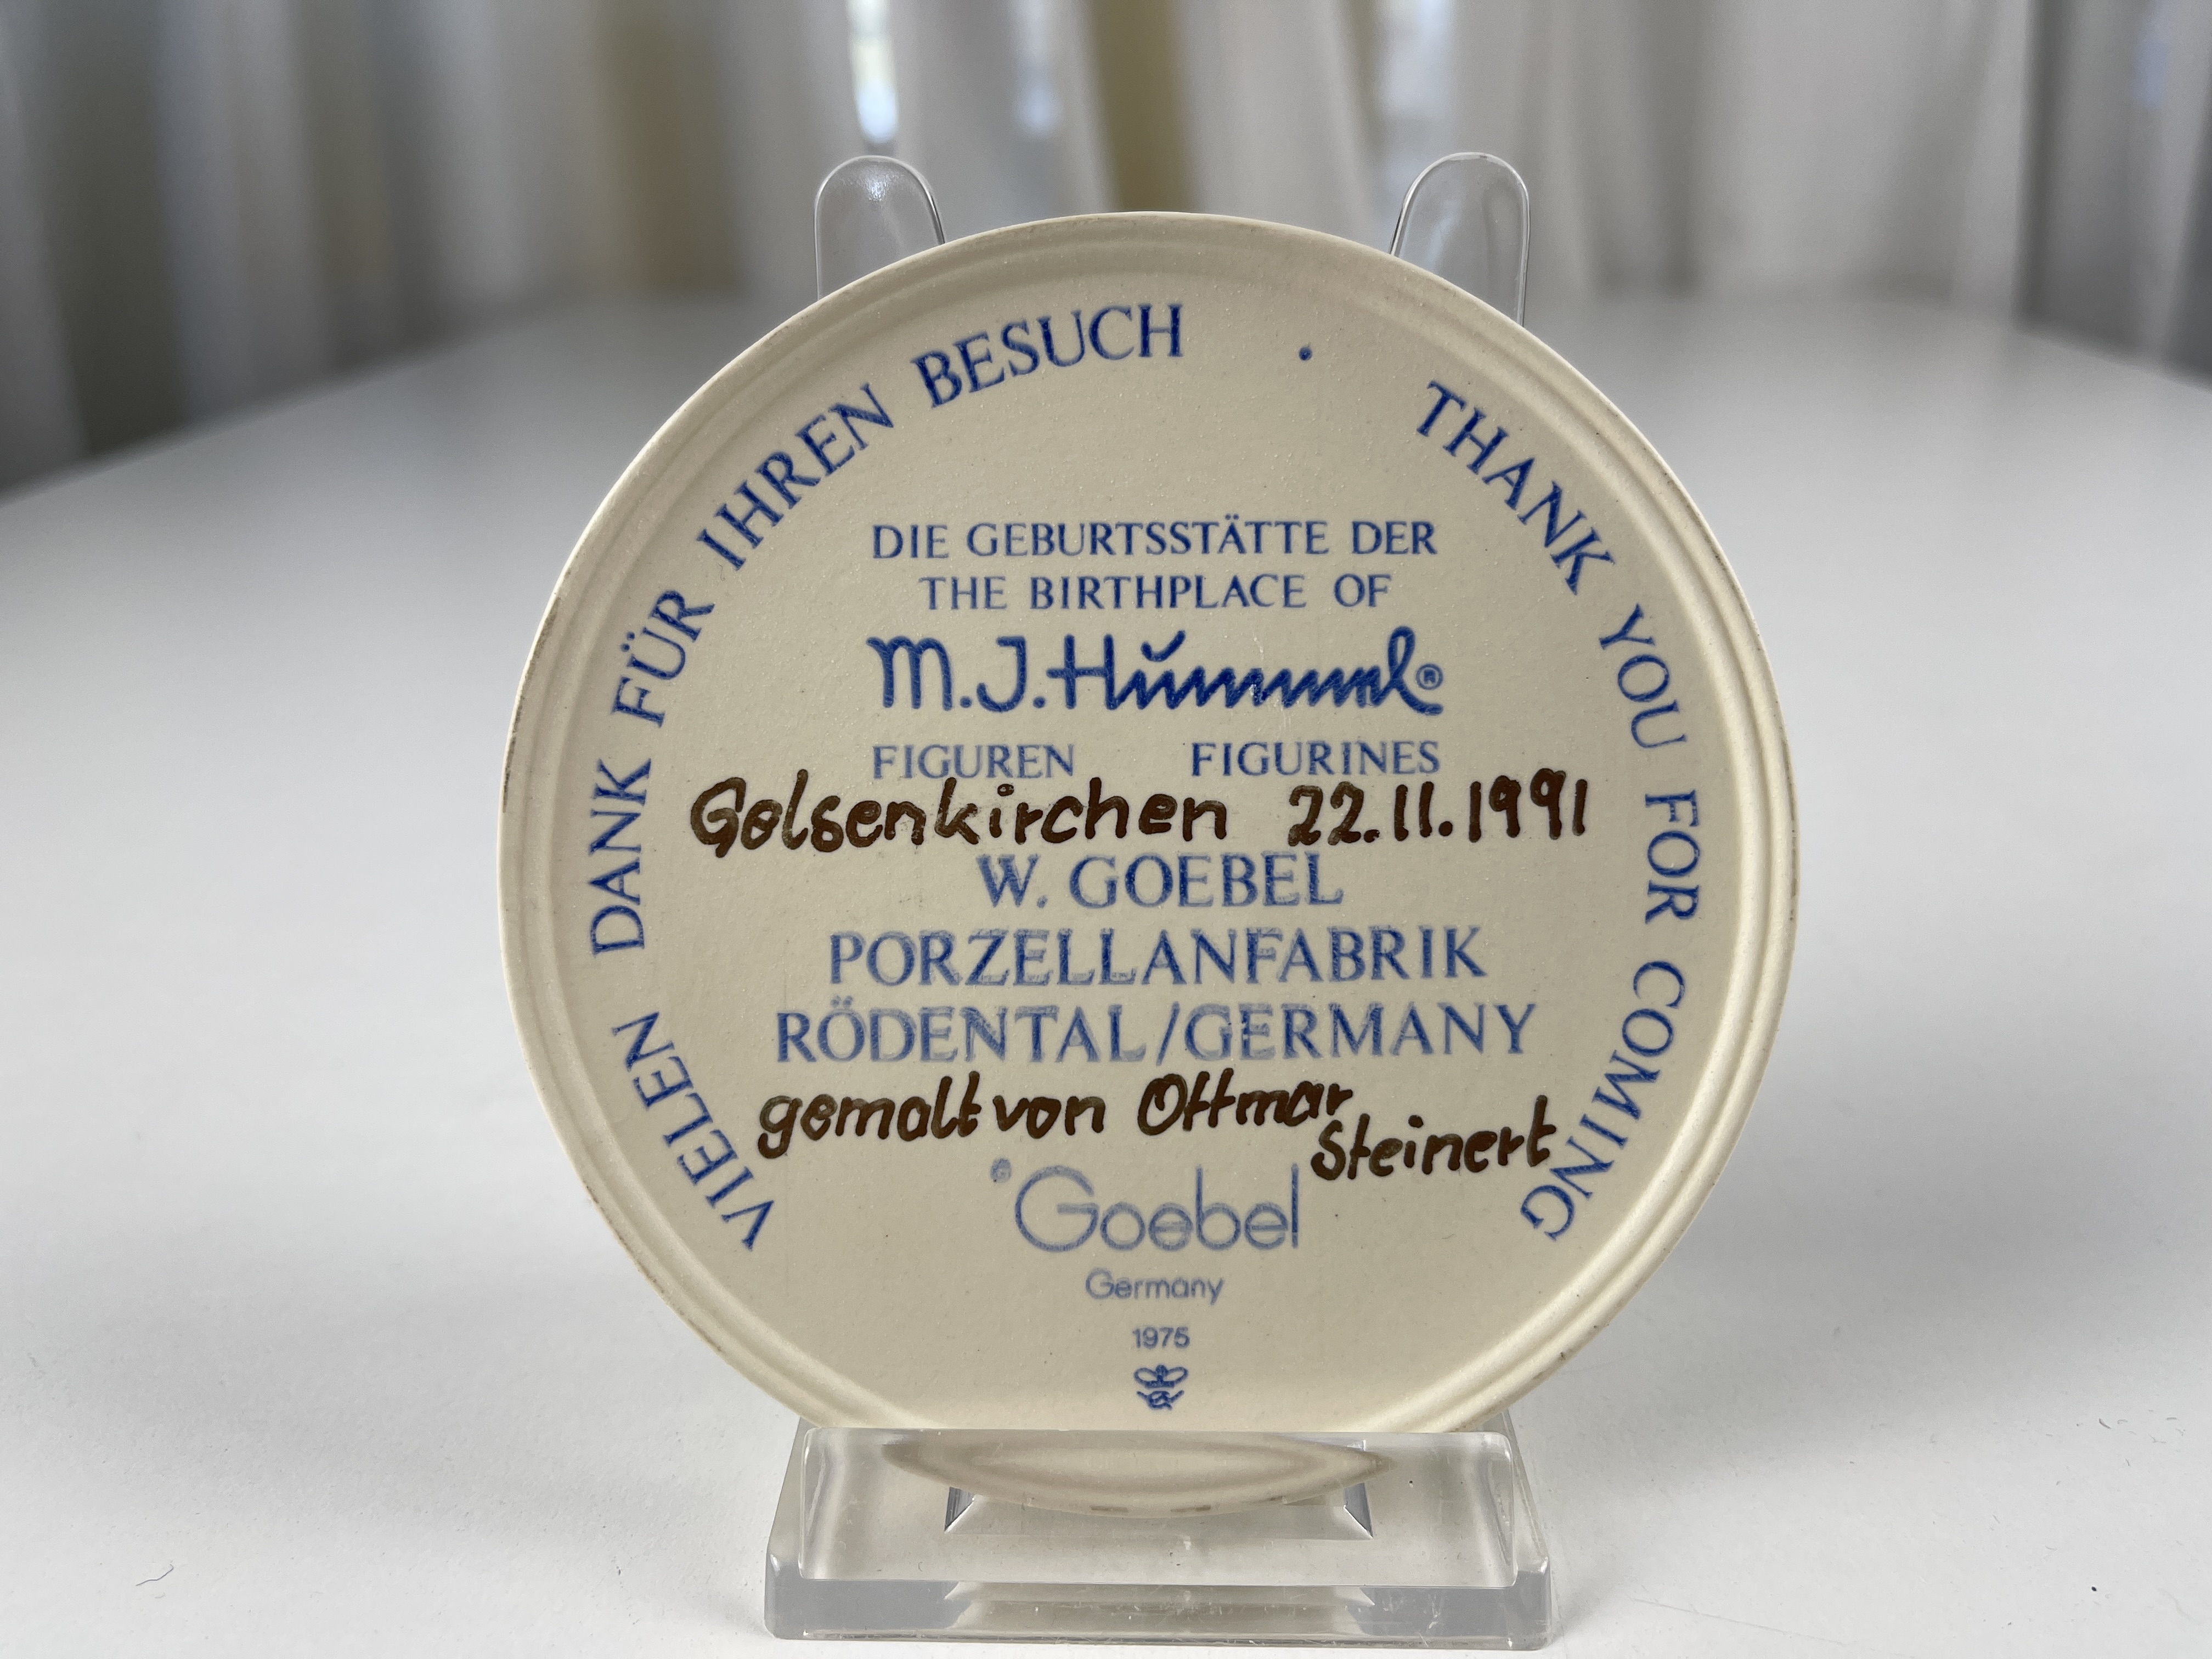 VIELEN DANK FÜR IHREN BESUCH · THANK YOU FOR COMING
DIE GEBURTSSTÄTTE DER
THE BIRTHPLACE OF
M.J.Hummel®
FIGUREN FIGURINES
Gelsenkirchen 22.11.1991
W. GOEBEL
PORZELLANFABRIK
RÖDENTAL/GERMANY
gemalt von Ottmar
Steinert
© Goebel
Germany
1975